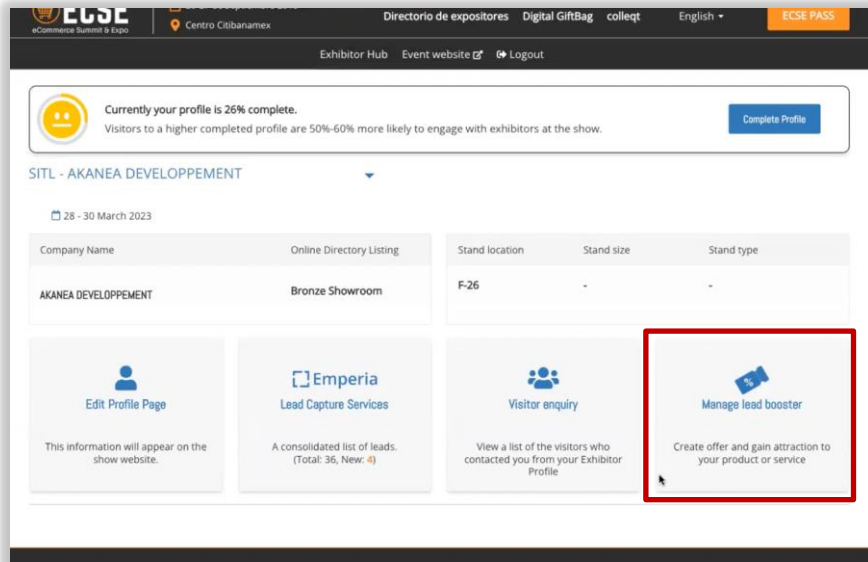 ECSE
eCommerce Summit & Expo
Centro Citibanamex
Directorio de expositores Digital GiftBag colleqt English
ECSE PASS
Exhibitor Hub Event website Logout
Currently your profile is 26% complete.
Visitors to a higher completed profile are 50%-60% more likely to engage with exhibitors at the show.
Complete Profile
SITL - AKANEA DEVELOPPEMENT
28 - 30 March 2023
Company Name Online Directory Listing Stand location Stand size Stand type
AKANEA DEVELOPPEMENT Bronze Showroom F-26 - -
Edit Profile Page
This information will appear on the
show website.
Emperia
Lead Capture Services
A consolidated list of leads.
(Total: 36, New: 4)
Visitor enquiry
View a list of the visitors who
contacted you from your Exhibitor
Profile
%
Manage lead booster
Create offer and gain attraction to
your product or service